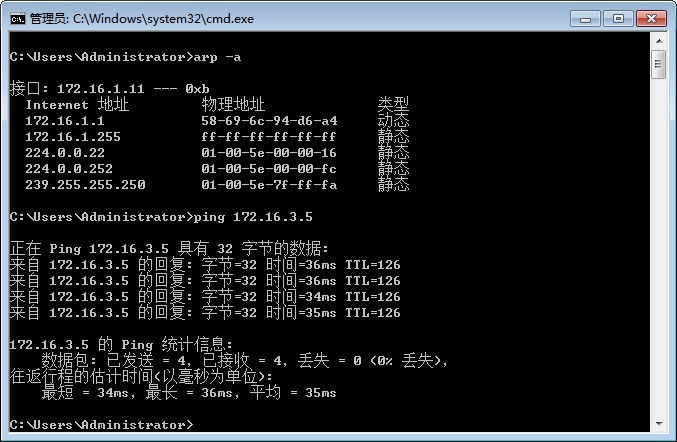 管理员: C:\Windows\system32\cmd.exe
C:\Users\Administrator>arp -a
接口: 172.16.1.11 --- 0xb
Internet 地址 物理地址 类型
172.16.1.1 58-69-6c-94-d6-a4 动态
172.16.1.255 ff-ff-ff-ff-ff-ff 静态
224.0.0.22 01-00-5e-00-00-16 静态
224.0.0.252 01-00-5e-00-00-fc 静态
239.255.255.250 01-00-5e-7f-ff-fa 静态
C:\Users\Administrator>ping 172.16.3.5
正在 Ping 172.16.3.5 具有 32 字节的数据:
来自 172.16.3.5 的回复: 字节=32 时间=36ms TTL=126
来自 172.16.3.5 的回复: 字节=32 时间=36ms TTL=126
来自 172.16.3.5 的回复: 字节=32 时间=34ms TTL=126
来自 172.16.3.5 的回复: 字节=32 时间=35ms TTL=126
172.16.3.5 的 Ping 统计信息:
数据包: 已发送 = 4, 已接收 = 4, 丢失 = 0 (0% 丢失),
往返行程的估计时间(以毫秒为单位):
最短 = 34ms, 最长 = 36ms, 平均 = 35ms
C:\Users\Administrator>